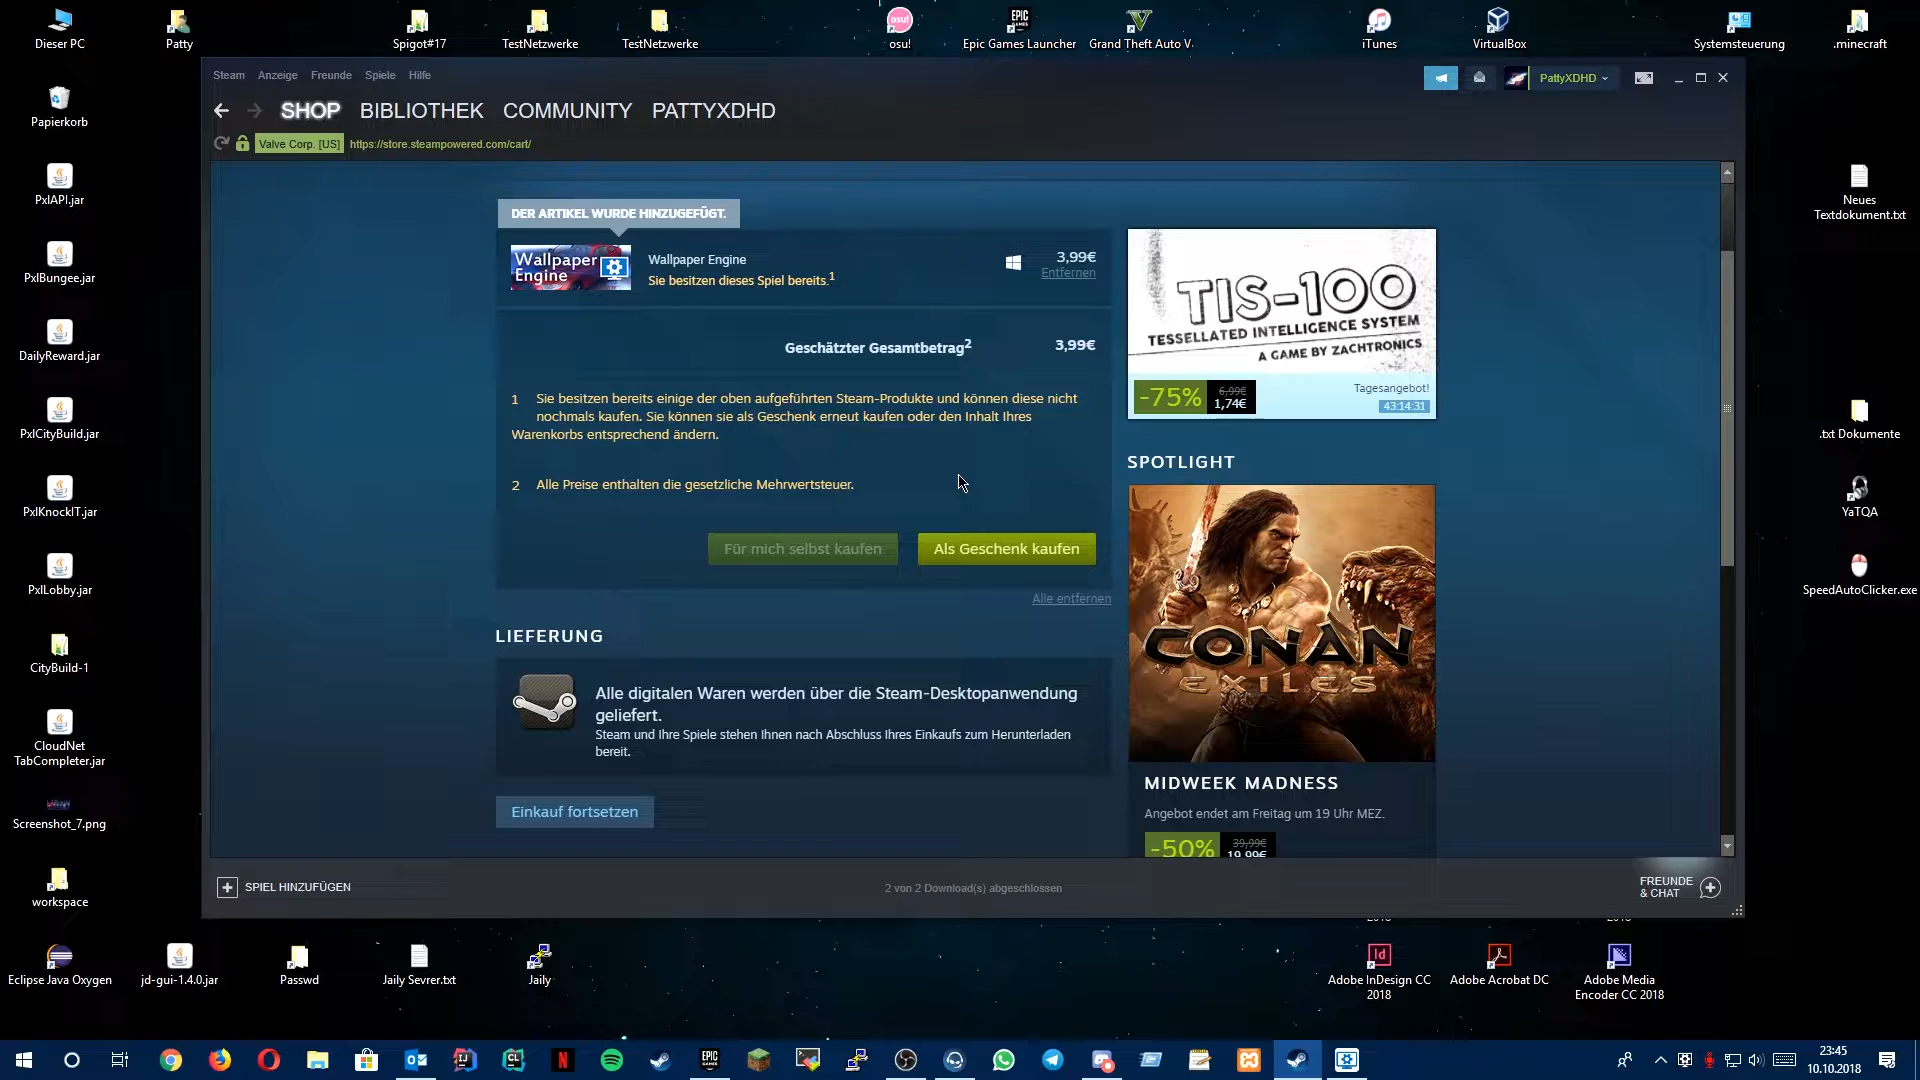 Dieser PC
Patty
Spigot#17
TestNetzwerke
TestNetzwerke
osu!
osu!
EPIC
GAMES
Epic Games Launcher
Grand Theft Auto V
iTunes
VirtualBox
Systemsteuerung
.minecraft
Steam Anzeige Freunde Spiele Hilfe
PattyXDHD
SHOP BIBLIOTHEK COMMUNITY PATTYXDHD
Valve Corp. [US] https://store.steampowered.com/cart/
Papierkorb
PxlAPI.jar
PxlBungee.jar
DailyReward.jar
PxlCityBuild.jar
PxlKnockIT.jar
PxlLobby.jar
CityBuild-1
CloudNet
TabCompleter.jar
Screenshot_7.png
workspace
DER ARTIKEL WURDE HINZUGEFÜGT.
Wallpaper
Engine
Wallpaper Engine
Sie besitzen dieses Spiel bereits.1
3,99€
Entfernen
Geschätzter Gesamtbetrag2 3,99€
1 Sie besitzen bereits einige der oben aufgeführten Steam-Produkte und können diese nicht
nochmals kaufen. Sie können sie als Geschenk erneut kaufen oder den Inhalt Ihres
Warenkorbs entsprechend ändern.
2 Alle Preise enthalten die gesetzliche Mehrwertsteuer.
Für mich selbst kaufen
Als Geschenk kaufen
Alle entfernen
LIEFERUNG
Alle digitalen Waren werden über die Steam-Desktopanwendung
geliefert.
Steam und Ihre Spiele stehen Ihnen nach Abschluss Ihres Einkaufs zum Herunterladen
bereit.
Einkauf fortsetzen
TIS-100
TESSELLATED INTELLIGENCE SYSTEM
A GAME BY ZACHTRONICS
-75%
6,99€
1,74€
Tagesangebot!
43:14:31
SPOTLIGHT
CONAN
EXILES
MIDWEEK MADNESS
Angebot endet am Freitag um 19 Uhr MEZ.
-50%
39,99€
19,99€
Neues
Textdokument.txt
.txt Dokumente
YaTQA
SpeedAutoClicker.exe
SPIEL HINZUFÜGEN
2 von 2 Download(s) abgeschlossen
FREUNDE
& CHAT
2018
2018
Eclipse Java Oxygen
jd-gui-1.4.0.jar
Passwd
Jaily Sevrer.txt
Jaily
Id
Adobe InDesign CC
2018
Adobe Acrobat DC
Adobe Media
Encoder CC 2018
IJ
CL
N
EPIC
GAMES
23:45
10.10.2018